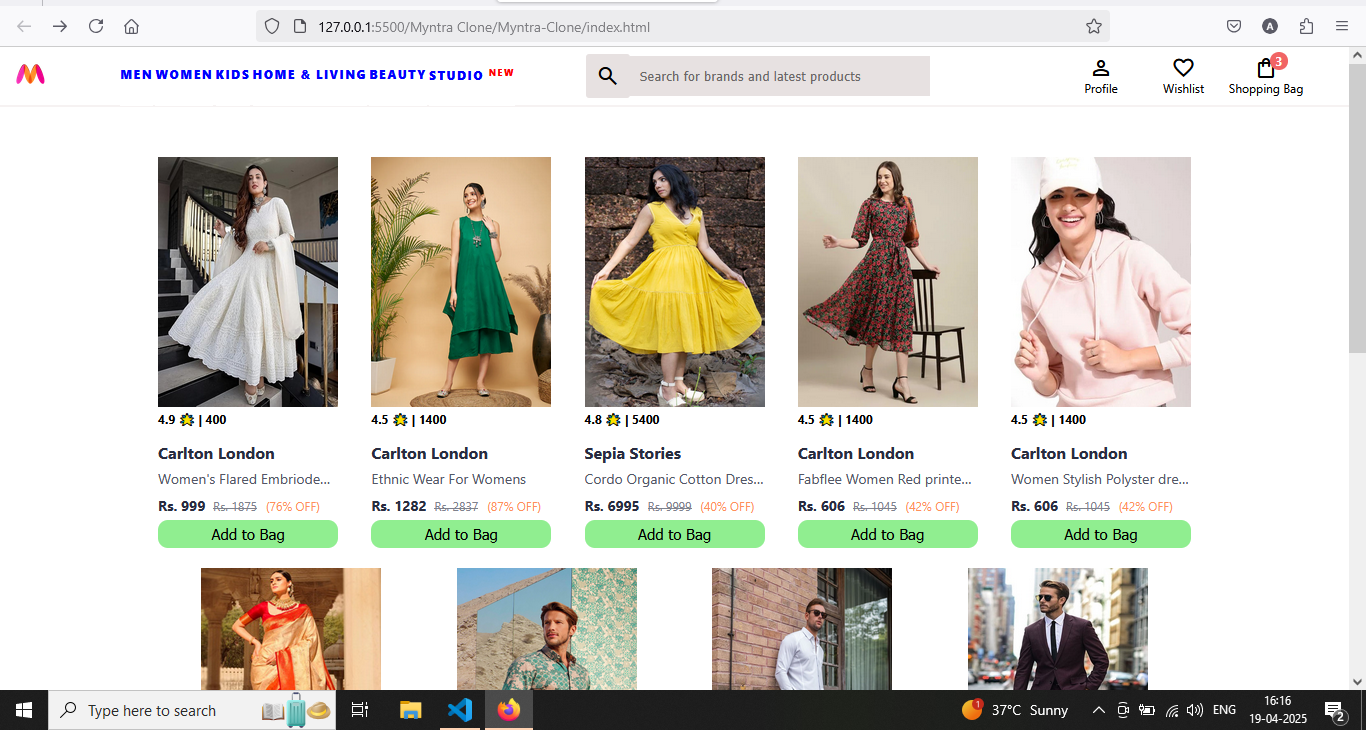 127.0.0.1:5500/Myntra Clone/Myntra-Clone/index.html
A
MEN WOMEN KIDS HOME & LIVING BEAUTY STUDIO NEW
Search for brands and latest products
3
Profile Wishlist Shopping Bag
4.9 | 400 4.5 | 1400 4.8 | 5400 4.5 | 1400 4.5 | 1400
Carlton London Carlton London Sepia Stories Carlton London Carlton London
Women's Flared Embriode... Ethnic Wear For Womens Cordo Organic Cotton Dres... Fabflee Women Red printe... Women Stylish Polyster dre...
Rs. 999 Rs. 1875 (76% OFF) Rs. 1282 Rs. 2837 (87% OFF) Rs. 6995 Rs. 9999 (40% OFF) Rs. 606 Rs. 1045 (42% OFF) Rs. 606 Rs. 1045 (42% OFF)
Add to Bag Add to Bag Add to Bag Add to Bag Add to Bag
Type here to search
1
37°C Sunny
ENG
16:16
19-04-2025
2